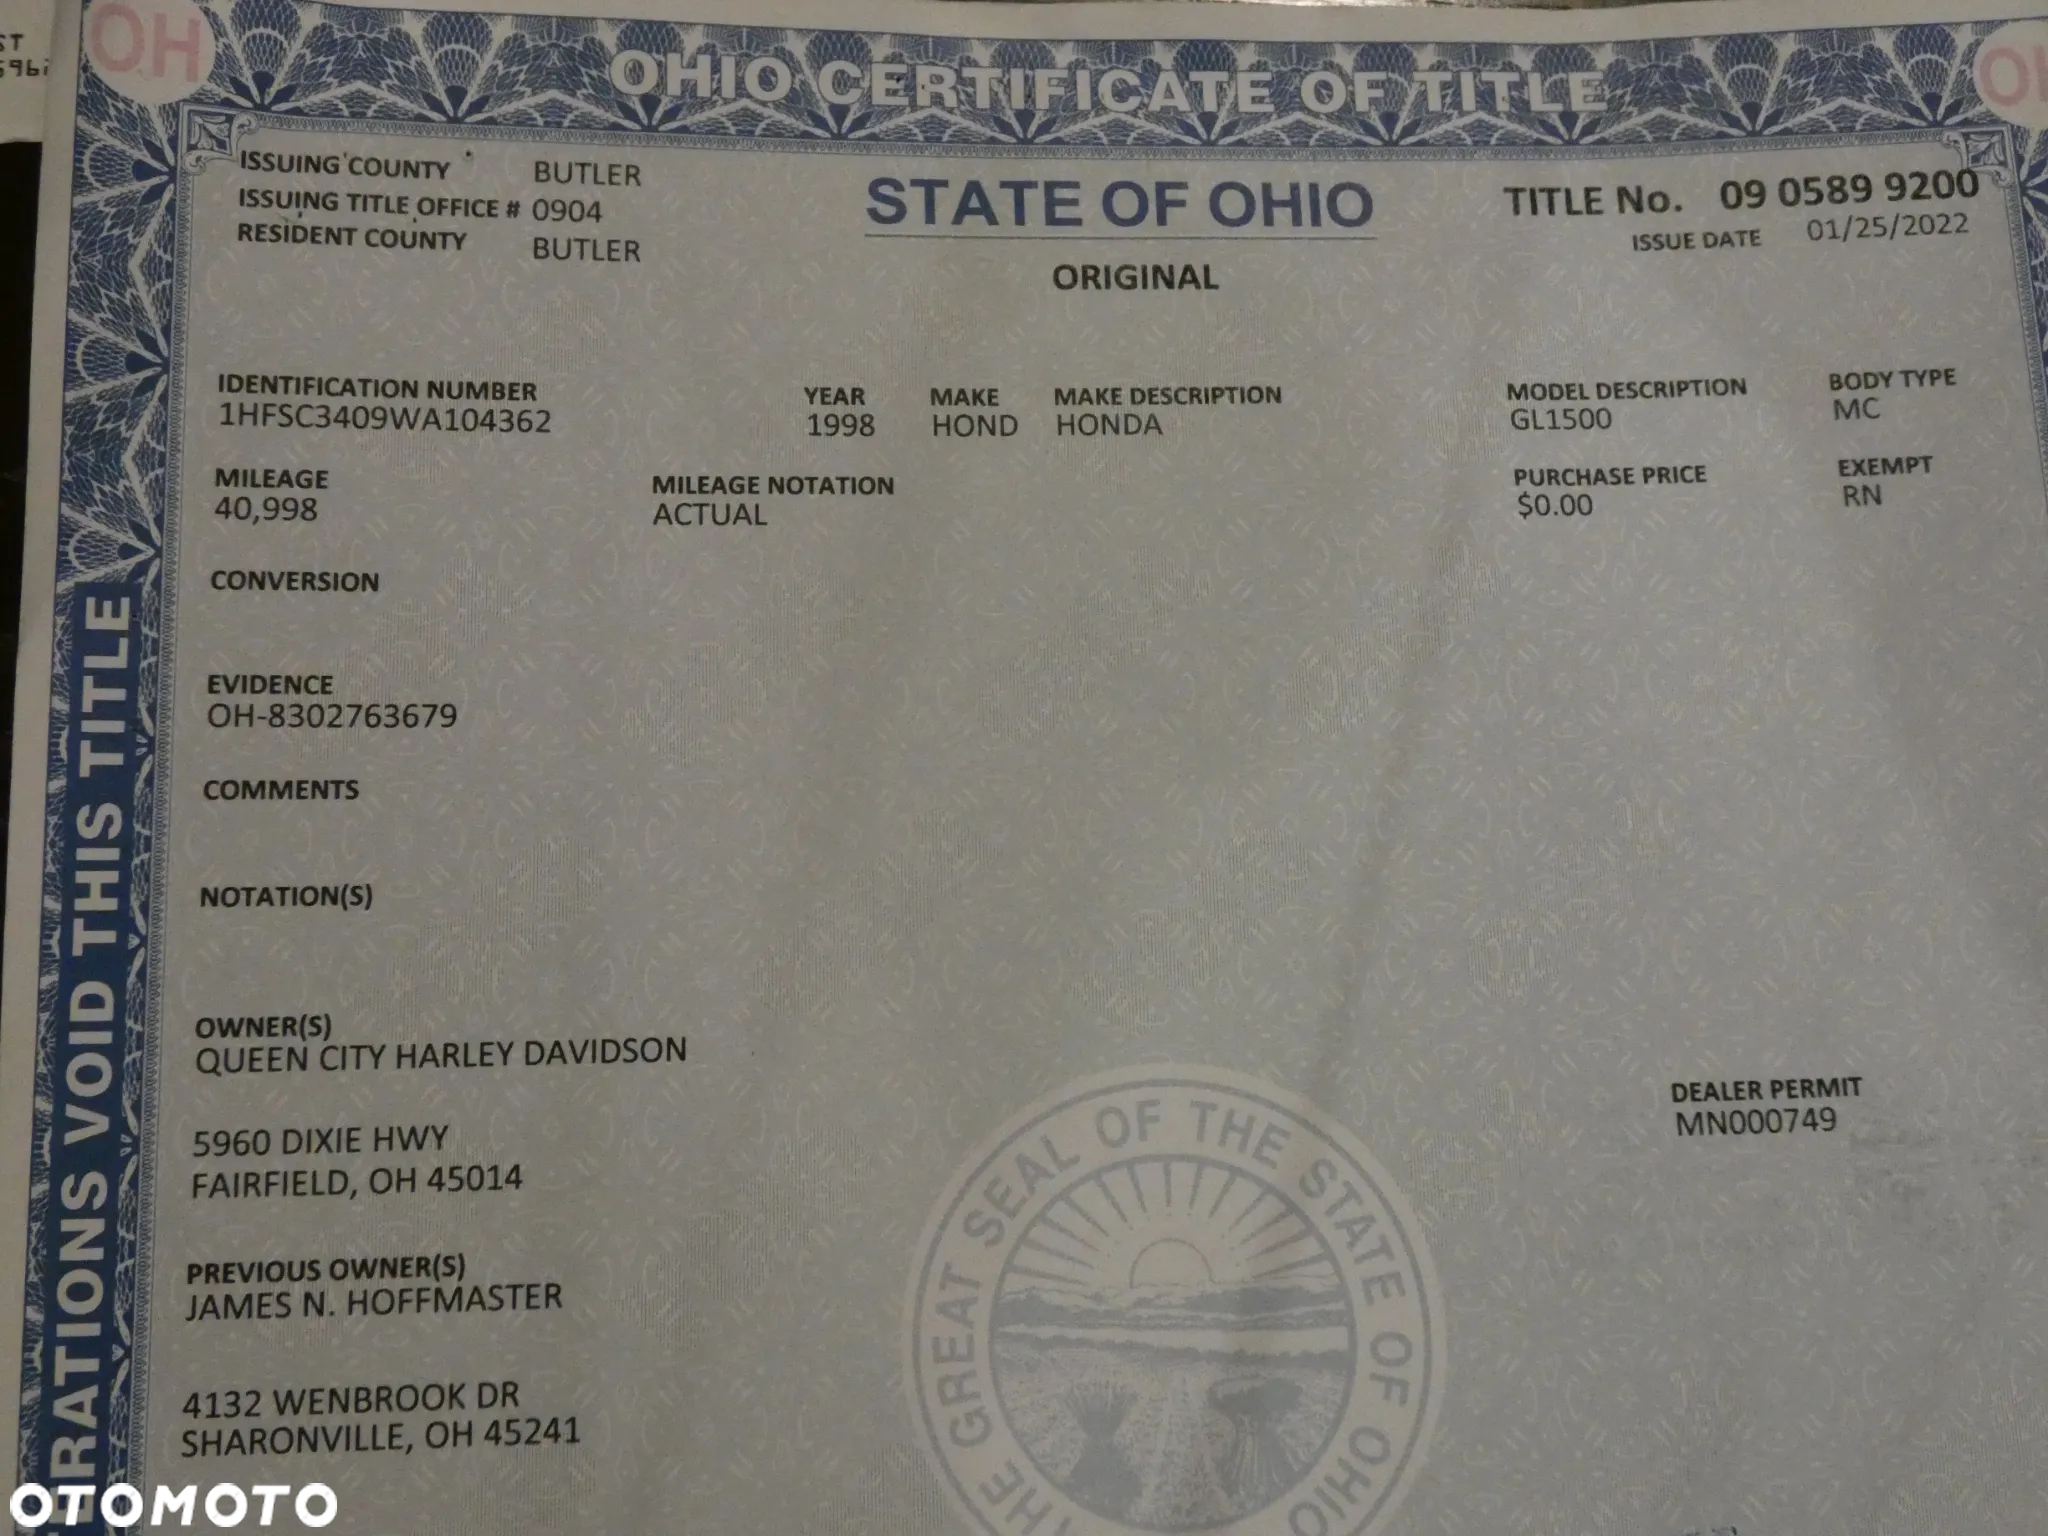 OHIO CERTIFICATE OF TITLE
OH
ISSUING COUNTY BUTLER
ISSUING TITLE OFFICE # 0904
RESIDENT COUNTY BUTLER
STATE OF OHIO
ORIGINAL
TITLE No. 09 0589 9200
ISSUE DATE 01/25/2022
IDENTIFICATION NUMBER YEAR MAKE MAKE DESCRIPTION MODEL DESCRIPTION BODY TYPE
1HFSC3409WA104362 1998 HOND HONDA GL1500 MC
MILEAGE MILEAGE NOTATION PURCHASE PRICE EXEMPT
40,998 ACTUAL $0.00 RN
CONVERSION
EVIDENCE
OH-8302763679
COMMENTS
NOTATION(S)
OWNER(S)
QUEEN CITY HARLEY DAVIDSON
5960 DIXIE HWY
FAIRFIELD, OH 45014
DEALER PERMIT
MN000749
PREVIOUS OWNER(S)
JAMES N. HOFFMASTER
4132 WENBROOK DR
SHARONVILLE, OH 45241
THE GREAT SEAL OF THE STATE OF OHIO
ERATIONS VOID THIS TITLE
OTOMOTO